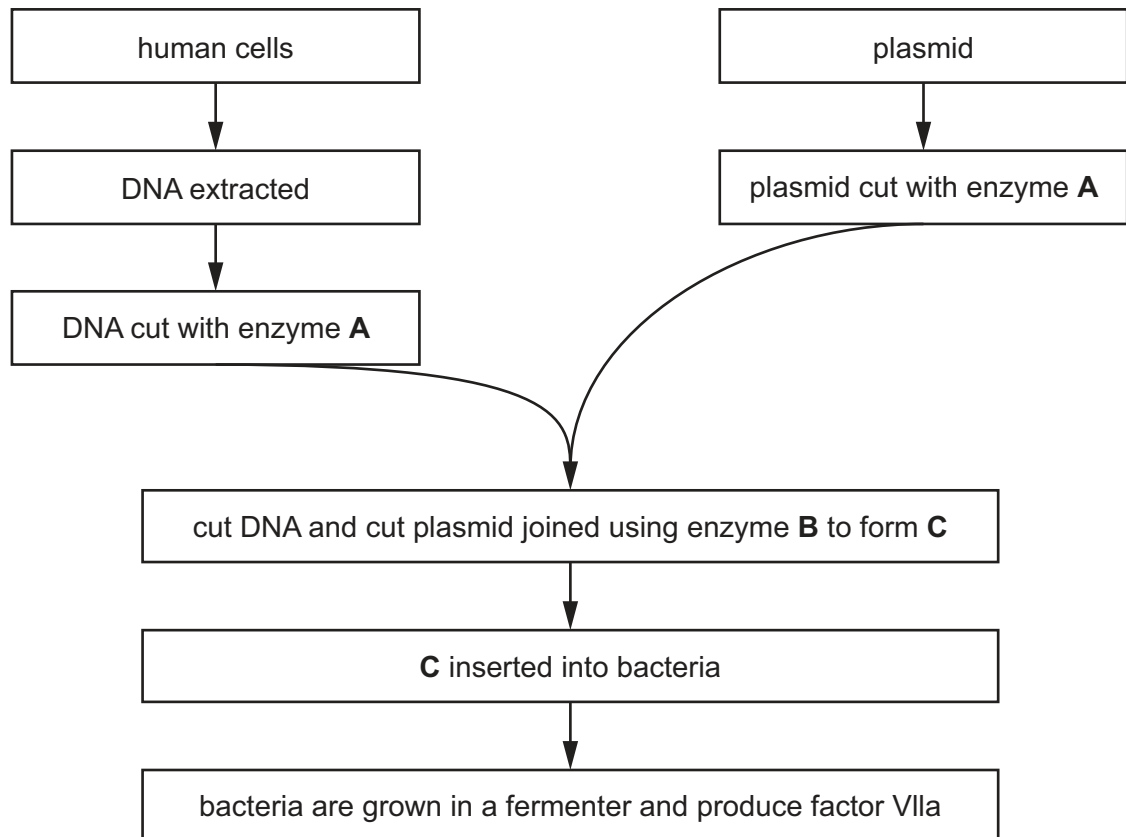 human cells
plasmid
DNA extracted
plasmid cut with enzyme A
DNA cut with enzyme A
cut DNA and cut plasmid joined using enzyme B to form C
C inserted into bacteria
bacteria are grown in a fermenter and produce factor VIIa